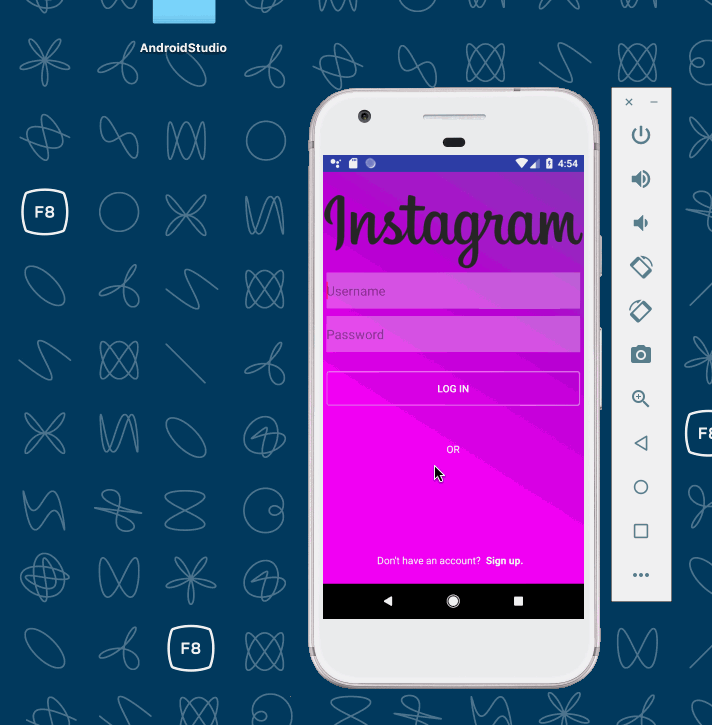 AndroidStudio
F8
4:54
Instagram
Username
Password
LOG IN
OR
F8
Don't have an account? Sign up.
F8